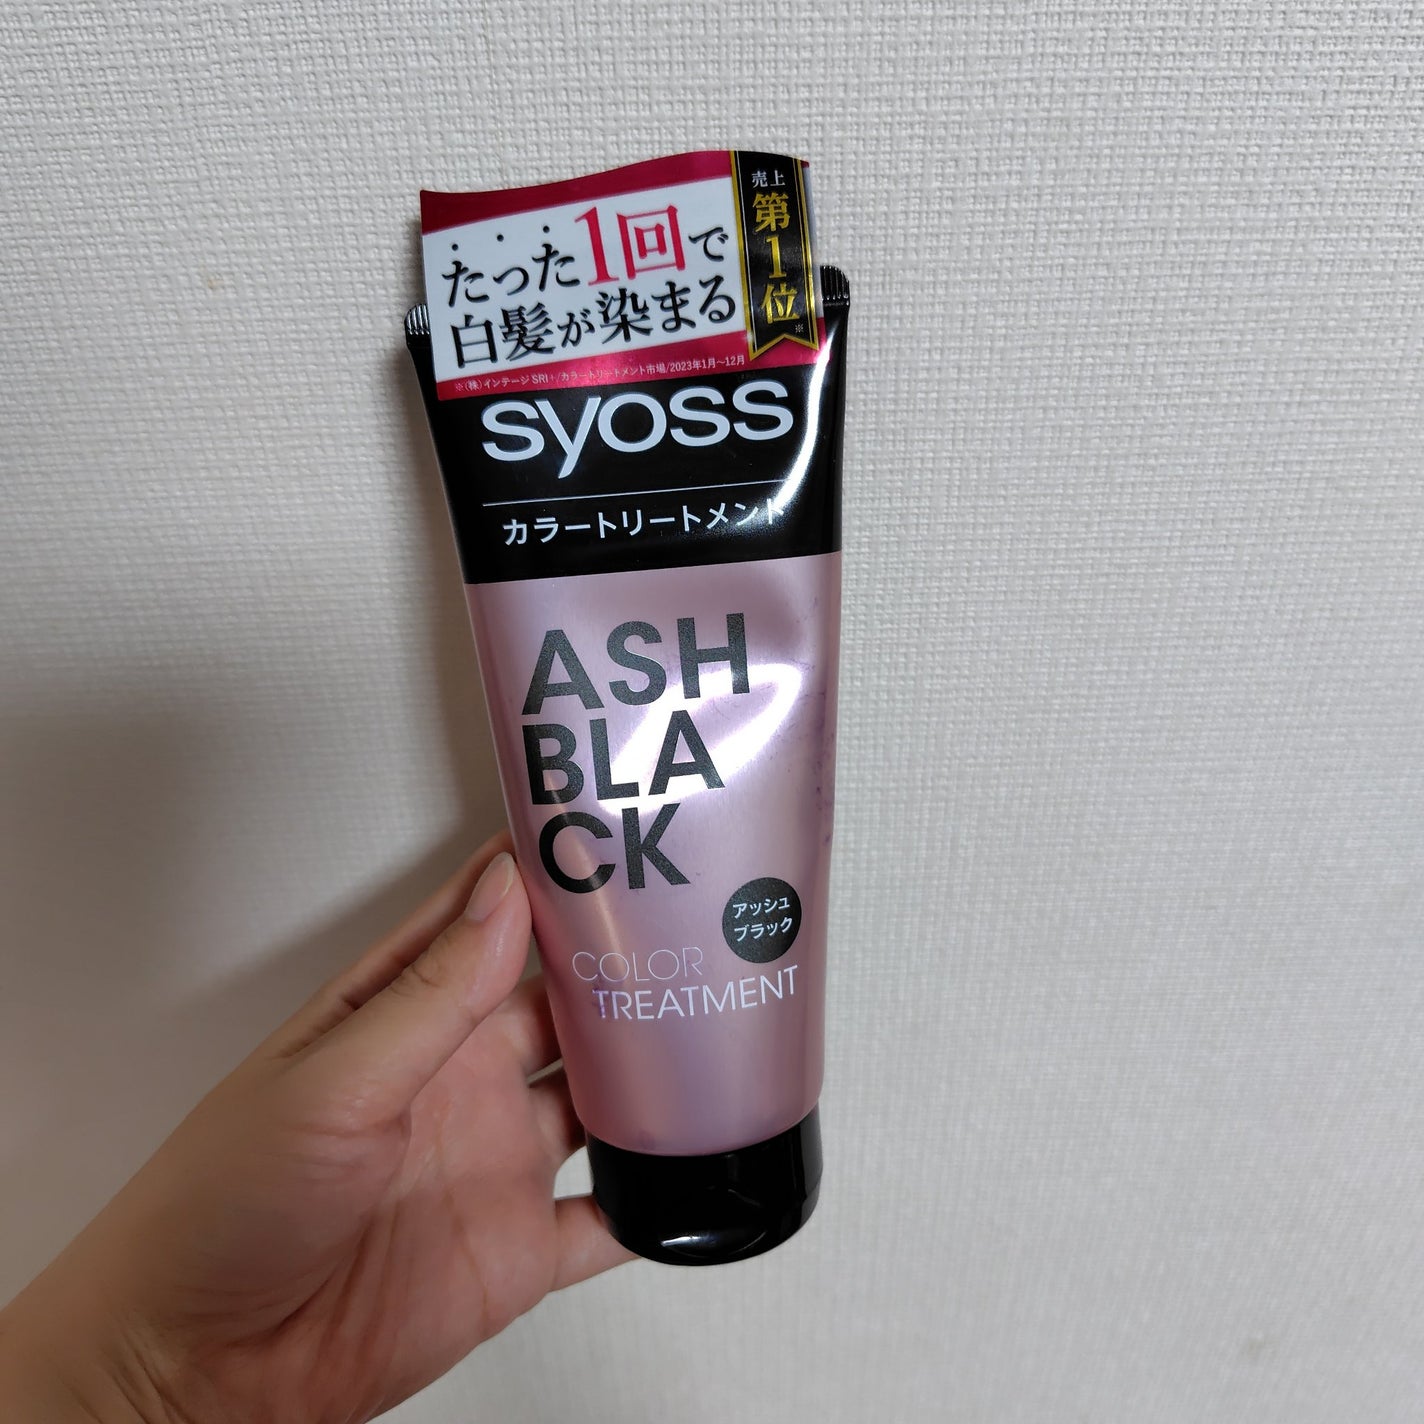 たった1回で
白髪が染まる
売上
第
1
位
※
※(株)インテージSRI+/カラートリートメント市場/2023年1月〜12月
syoss
カラートリートメント
ASH
BLA
CK
アッシュ
ブラック
COLOR
TREATMENT